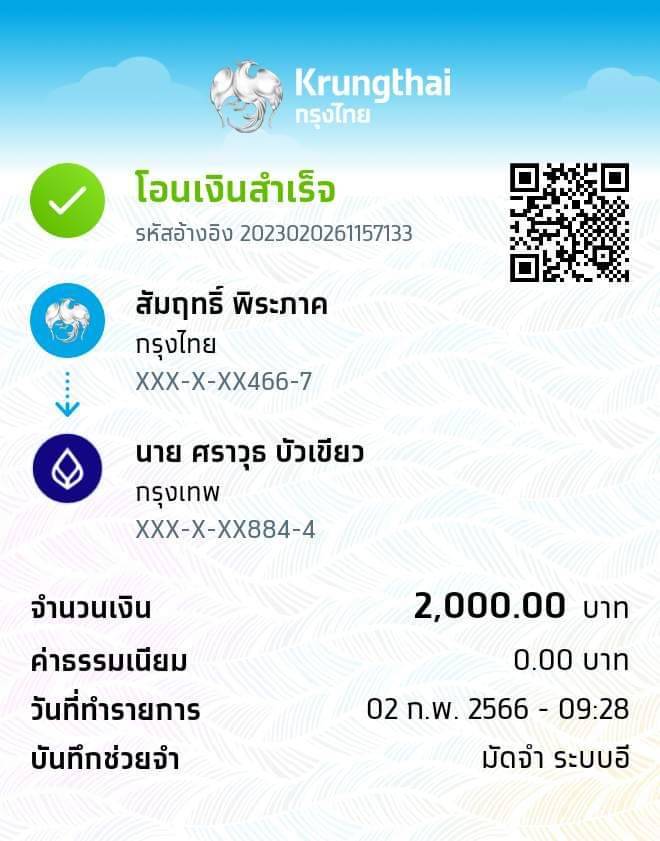 Krungthai
กรุงไทย
โอนเงินสำเร็จ
รหัสอ้างอิง 2023020261157133
สัมฤทธิ์ พิระภาค
กรุงไทย
XXX-X-XX466-7
นาย ศราวุธ บัวเขียว
กรุงเทพ
XXX-X-XX884-4
จำนวนเงิน 2,000.00 บาท
ค่าธรรมเนียม 0.00 บาท
วันที่ทำรายการ 02 ก.พ. 2566 - 09:28
บันทึกช่วยจำ มัดจำ ระบบอี